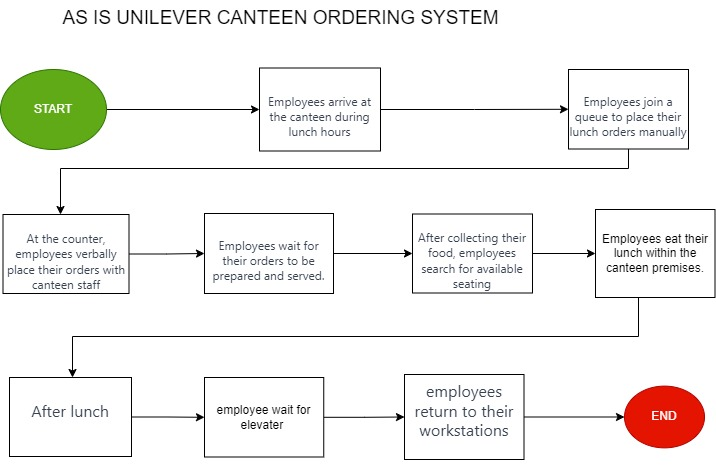 AS IS UNILEVER CANTEEN ORDERING SYSTEM
START
Employees arrive at
the canteen during
lunch hours
Employees join a
queue to place their
lunch orders manually
At the counter,
employees verbally
place their orders with
canteen staff
Employees wait for
their orders to be
prepared and served.
After collecting their
food, employees
search for available
seating
Employees eat their
lunch within the
canteen premises.
After lunch
employee wait for
elevater
employees
return to their
workstations
END